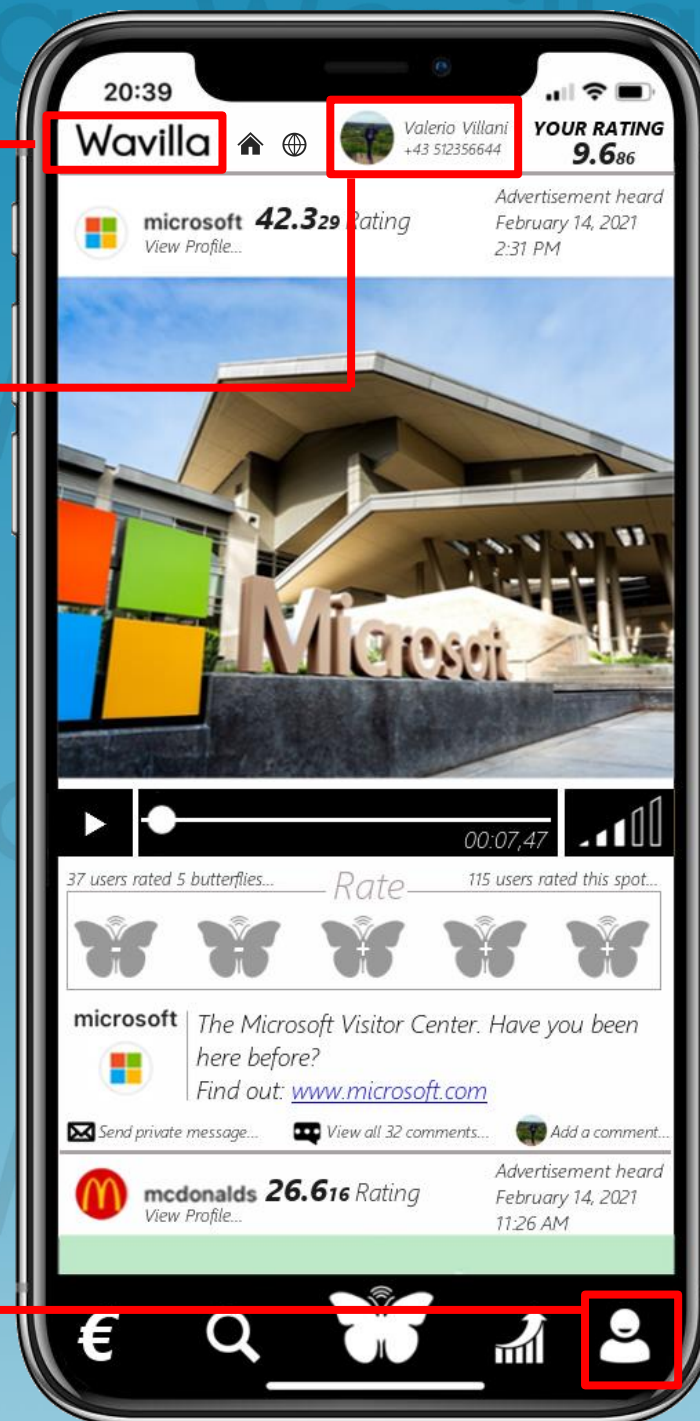 20:39
Wavilla
Valerio Villani
+43 512356644
YOUR RATING
9.686
microsoft 42.329 Rating
View Profile...
Advertisement heard
February 14, 2021
2:31 PM
Microsoft
00:07,47
37 users rated 5 butterflies...
Rate
115 users rated this spot...
- - + + +
microsoft
The Microsoft Visitor Center. Have you been
here before?
Find out: www.microsoft.com
Send private message...
View all 32 comments...
Add a comment...
mcdonalds 26.616 Rating
View Profile...
Advertisement heard
February 14, 2021
11:26 AM
€